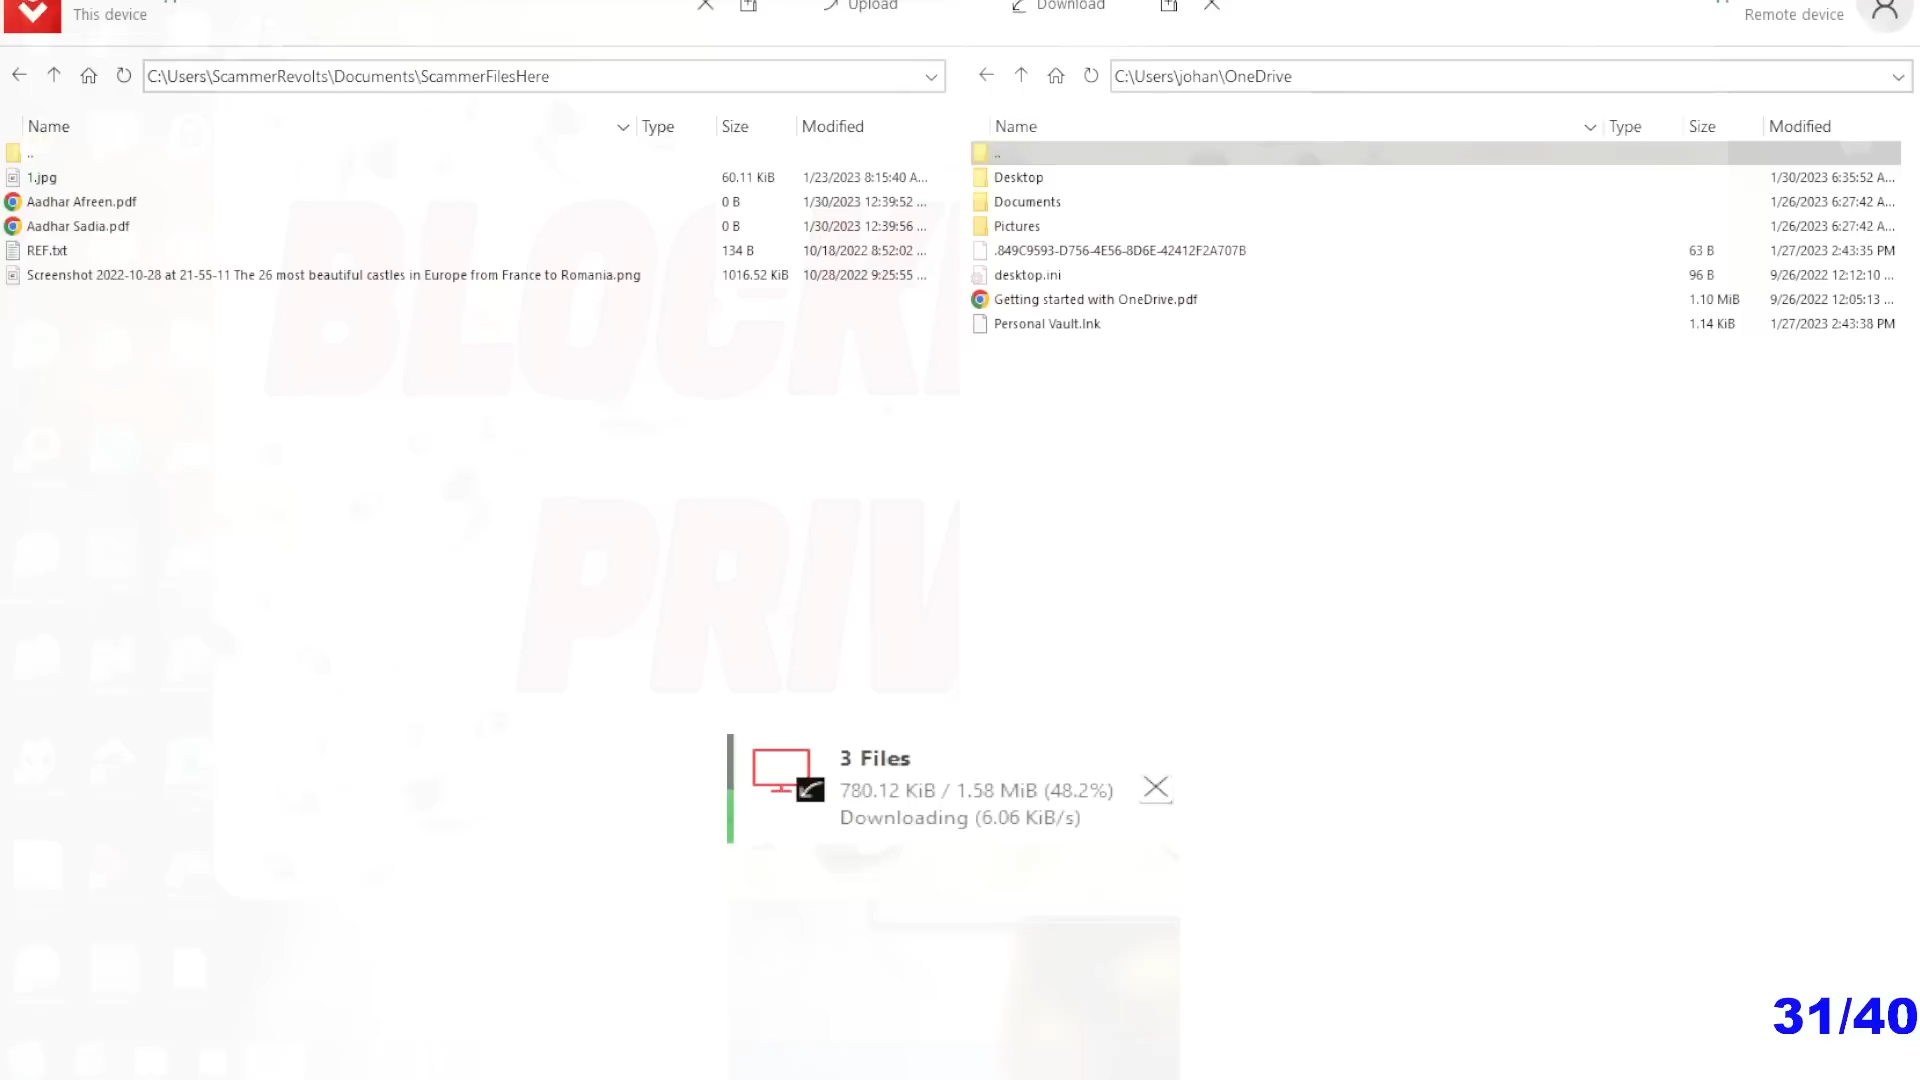 This device
Upload
Download
Remote device
C:\Users\ScammerRevolts\Documents\ScammerFilesHere
C:\Users\johan\OneDrive
Name Type Size Modified
Name Type Size Modified
..
1.jpg 60.11 KiB 1/23/2023 8:15:40 A...
Aadhar Afreen.pdf 0 B 1/30/2023 12:39:52 ...
Aadhar Sadia.pdf 0 B 1/30/2023 12:39:56 ...
REF.txt 134 B 10/18/2022 8:52:02 ...
Screenshot 2022-10-28 at 21-55-11 The 26 most beautiful castles in Europe from France to Romania.png 1016.52 KiB 10/28/2022 9:25:55 ...
..
Desktop 1/30/2023 6:35:52 A...
Documents 1/26/2023 6:27:42 A...
Pictures 1/26/2023 6:27:42 A...
.849C9593-D756-4E56-8D6E-42412F2A707B 63 B 1/27/2023 2:43:35 PM
desktop.ini 96 B 9/26/2022 12:12:10 ...
Getting started with OneDrive.pdf 1.10 MiB 9/26/2022 12:05:13 ...
Personal Vault.lnk 1.14 KiB 1/27/2023 2:43:38 PM
3 Files
780.12 KiB / 1.58 MiB (48.2%)
Downloading (6.06 KiB/s)
31/40